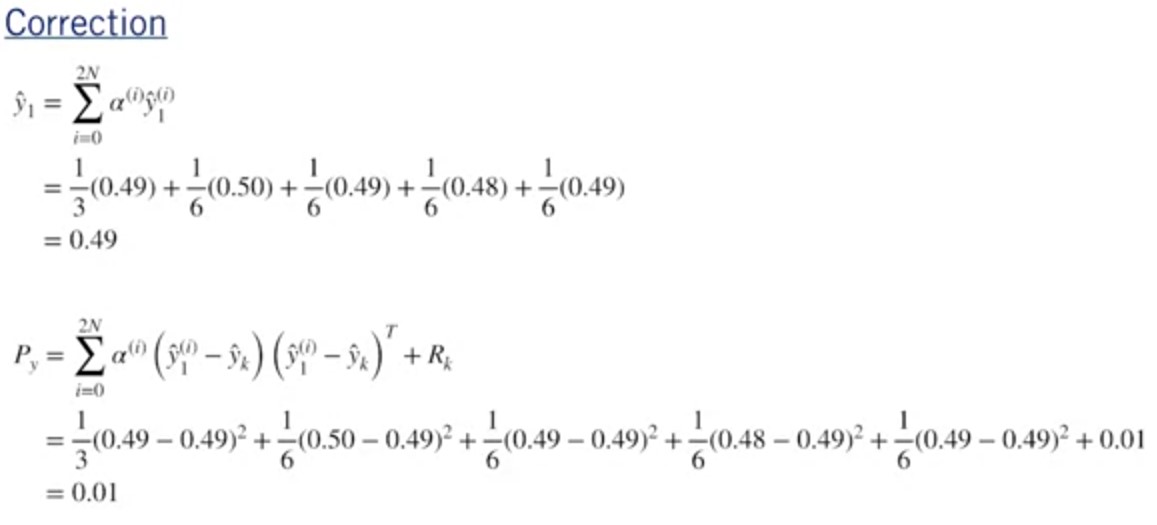 Correction
ŷ₁ = ∑_{i=0}^{2N} α^{(i)} ŷ₁^{(i)}
= 1/3(0.49) + 1/6(0.50) + 1/6(0.49) + 1/6(0.48) + 1/6(0.49)
= 0.49
P_y = ∑_{i=0}^{2N} α^{(i)} (ŷ₁^{(i)} − ŷ_k) (ŷ₁^{(i)} − ŷ_k)^T + R_k
= 1/3(0.49 − 0.49)² + 1/6(0.50 − 0.49)² + 1/6(0.49 − 0.49)² + 1/6(0.48 − 0.49)² + 1/6(0.49 − 0.49)² + 0.01
= 0.01